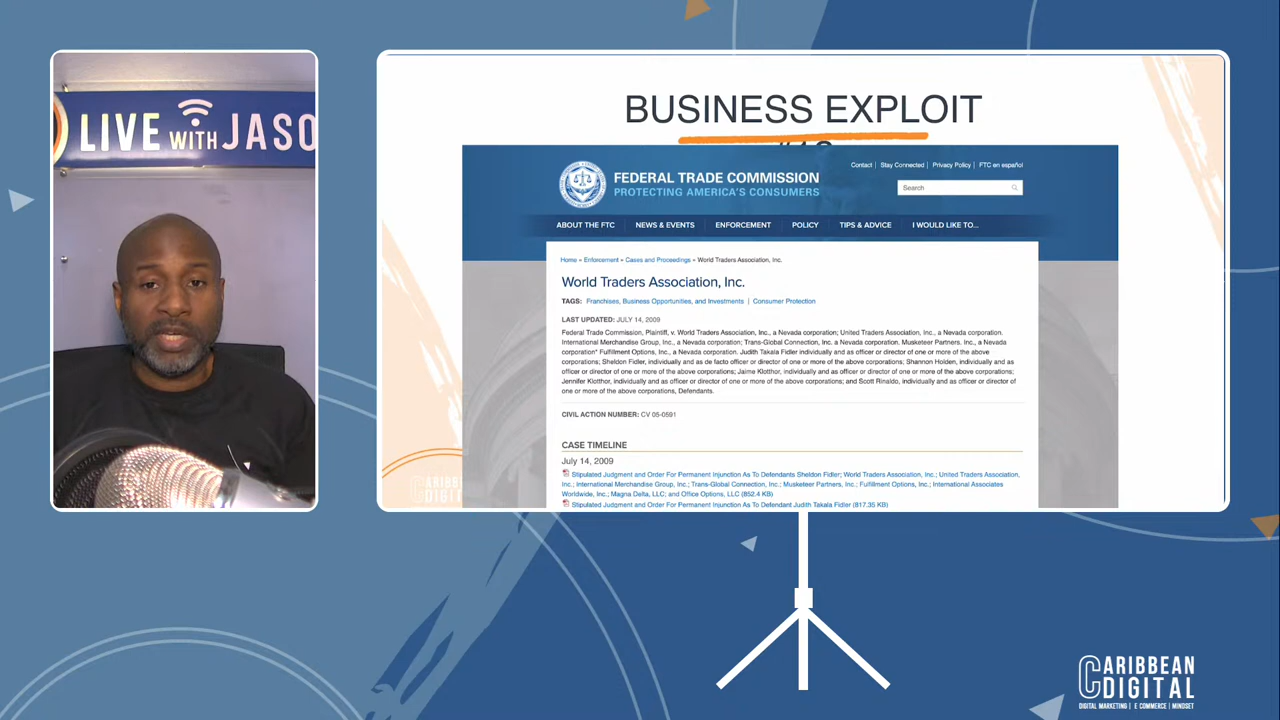 LIVE WITH JASO
BUSINESS EXPLOIT
Contact | Stay Connected | Privacy Policy | FTC en español
FEDERAL TRADE COMMISSION
PROTECTING AMERICA'S CONSUMERS
Search
ABOUT THE FTC | NEWS & EVENTS | ENFORCEMENT | POLICY | TIPS & ADVICE | I WOULD LIKE TO...
Home » Enforcement » Cases and Proceedings » World Traders Association, Inc.
World Traders Association, Inc.
TAGS: Franchises, Business Opportunities, and Investments | Consumer Protection
LAST UPDATED: JULY 14, 2009
Federal Trade Commission, Plaintiff, v. World Traders Association, Inc., a Nevada corporation; United Traders Association, Inc., a Nevada corporation.
International Merchandise Group, Inc., a Nevada corporation; Trans-Global Connection, Inc. a Nevada corporation. Musketeer Partners. Inc., a Nevada
corporation" Fulfillment Options, Inc., a Nevada corporation. Judith Takala Fidler individually and as officer or director of one or more of the above
corporations; Sheldon Fidler, individually and as de facto officer or director of one or more of the above corporations; Shannon Holden, individually and as
officer or director of one or more of the above corporations; Jaime Klotthor, individually and as officer or director of one or more of the above corporations;
Jennifer Klotthor, individually and as officer or director of one or more of the above corporations; and Scott Rinaldo, individually and as officer or director of
one or more of the above corporations, Defendants.
CIVIL ACTION NUMBER: CV 05-0591
CASE TIMELINE
July 14, 2009
Stipulated Judgment and Order For Permanent Injunction As To Defendants Sheldon Fidler; World Traders Association, Inc.; United Traders Association,
Inc.; International Merchandise Group, Inc.; Trans-Global Connection, Inc.; Musketeer Partners, Inc.; Fulfillment Options, Inc.; International Associates
Worldwide, Inc.; Magna Delta, LLC; and Office Options, LLC (852.4 KB)
Stipulated Judgment and Order For Permanent Injunction As To Defendant Judith Takala Fidler (817.35 KB)
CARIBBEAN
DIGITAL
DIGITAL MARKETING | E COMMERCE | MINDSET